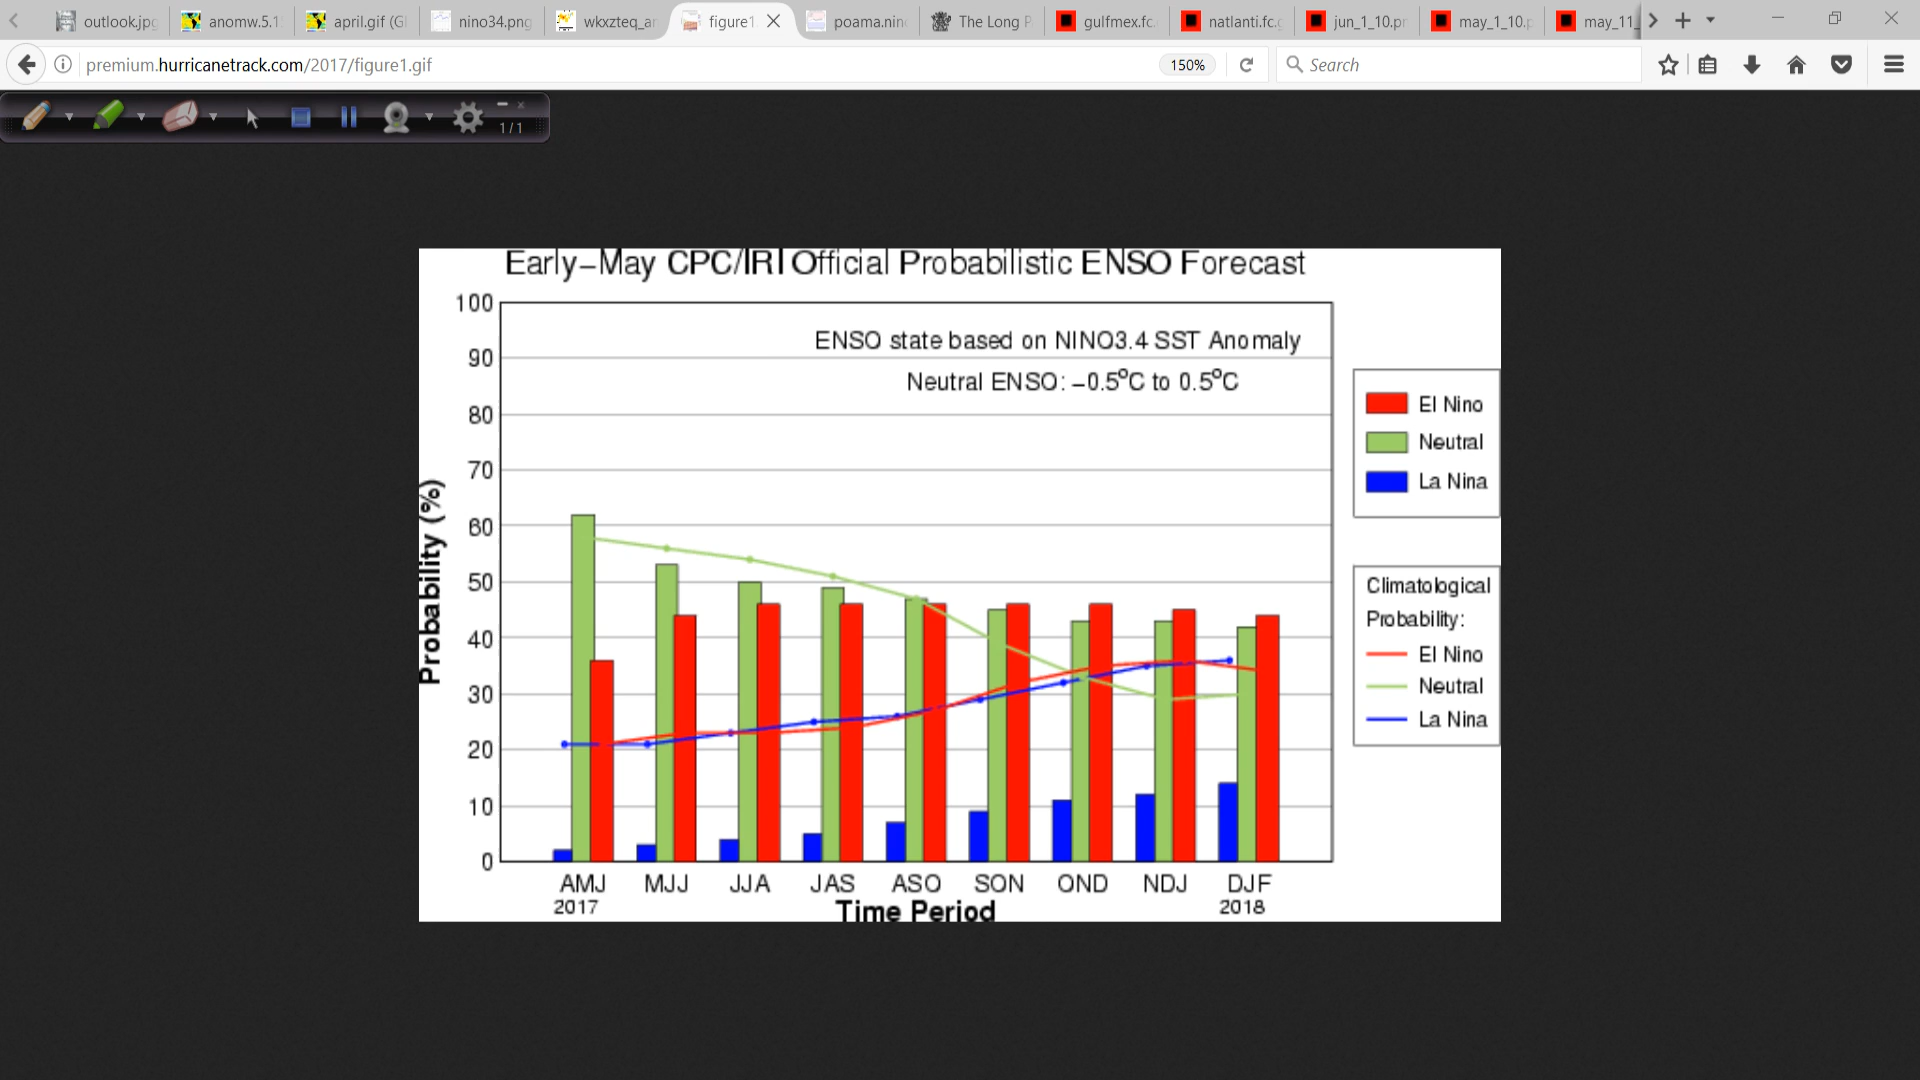 outlook.jpg
anomw.5.1
april.gif (GI
nino34.png
wkxzteq_an
figure1.
poama.nin
The Long P
gulfmex.fc.
natlanti.fc.g
jun_1_10.pr
may_1_10.p
may_11
premium.hurricanetrack.com/2017/figure1.gif
150%
Search
1/1
Early-May CPC/IRI Official Probabilistic ENSO Forecast
ENSO state based on NINO3.4 SST Anomaly
Neutral ENSO: -0.5°C to 0.5°C
Probability (%)
100
90
80
70
60
50
40
30
20
10
0
El Nino
Neutral
La Nina
Climatological
Probability:
El Nino
Neutral
La Nina
AMJ MJJ JJA JAS ASO SON OND NDJ DJF
2017 2018
Time Period